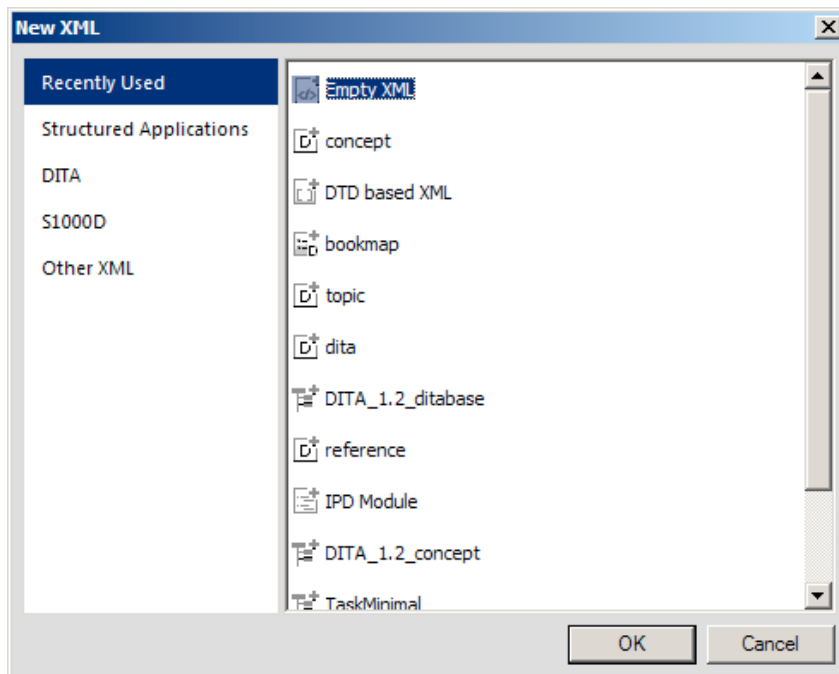 New XML
Recently Used
Structured Applications
DITA
S1000D
Other XML
Empty XML
concept
DTD based XML
bookmap
topic
dita
DITA_1.2_ditabase
reference
IPD Module
DITA_1.2_concept
TaskMinimal
OK
Cancel